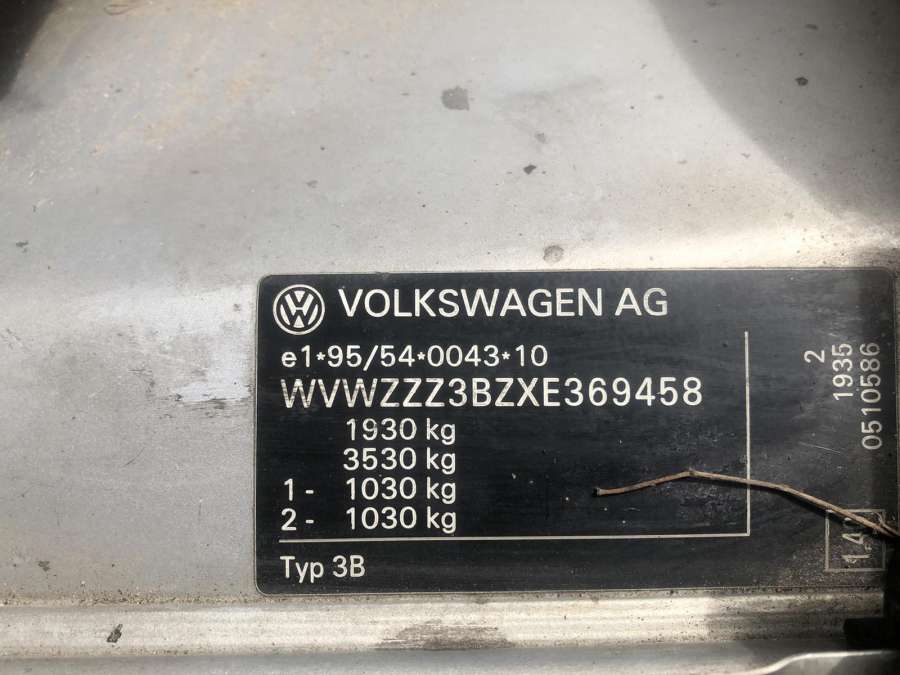 VOLKSWAGEN AG
e1*95/54*0043*10
WVWZZZ3BZXE369458
1930 kg
3530 kg
1- 1030 kg
2- 1030 kg
Typ 3B
2
1935
0510586